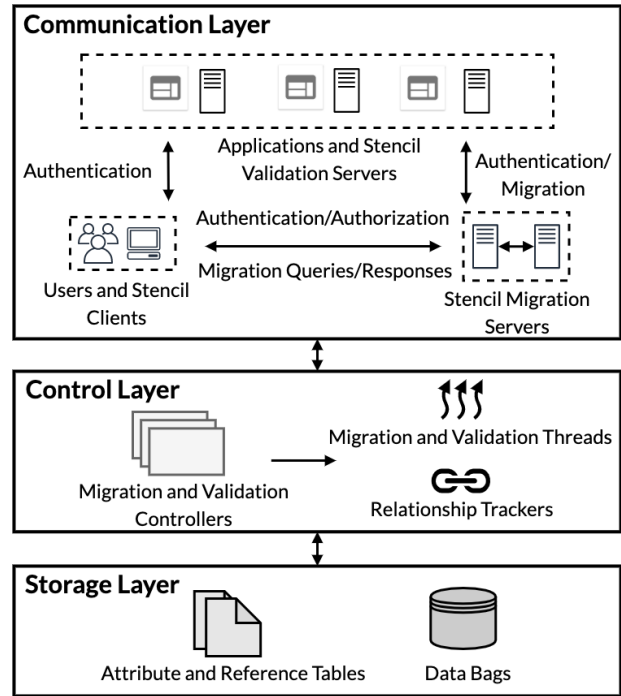 Communication Layer
Applications and Stencil
Validation Servers
Authentication
Authentication/
Migration
Authentication/Authorization
Migration Queries/Responses
Users and Stencil
Clients
Stencil Migration
Servers
Control Layer
Migration and Validation Threads
Migration and Validation
Controllers
Relationship Trackers
Storage Layer
Attribute and Reference Tables
Data Bags